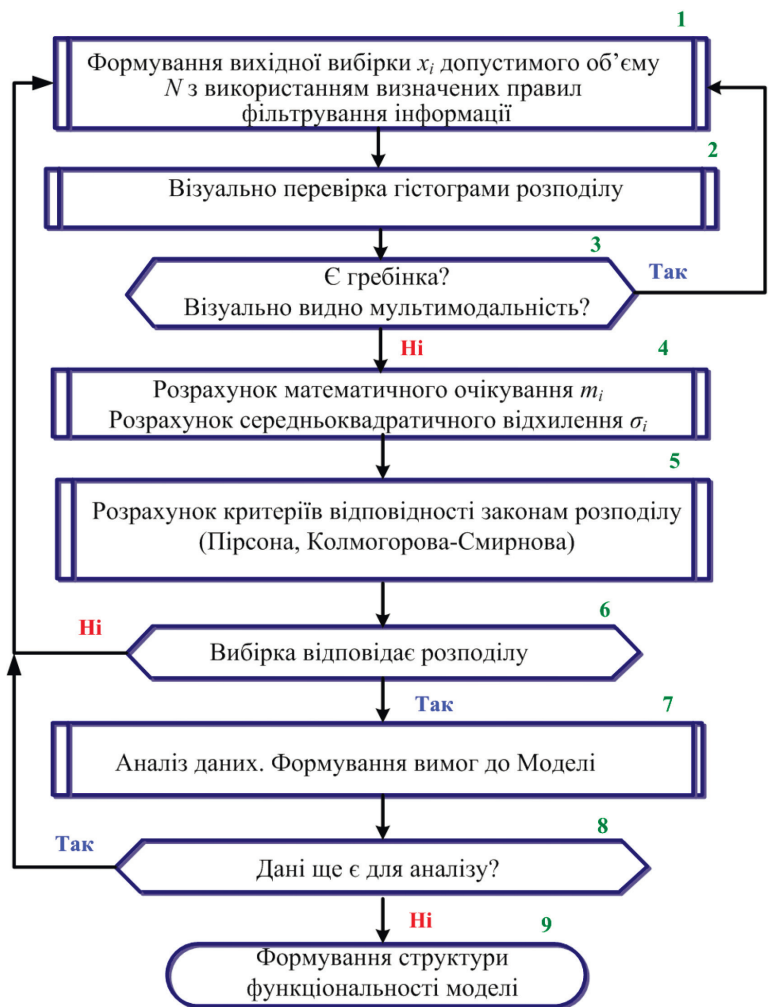 1
Формування вихідної вибірки xi допустимого об’єму
N з використанням визначених правил
фільтрування інформації
2
Візуально перевірка гістограми розподілу
3
Є гребінка?
Візуально видно мультимодальність?
Так
Ні
4
Розрахунок математичного очікування mi
Розрахунок середньоквадратичного відхилення σi
5
Розрахунок критеріїв відповідності законам розподілу
(Пірсона, Колмогорова-Смирнова)
6
Ні
Вибірка відповідає розподілу
Так
7
Аналіз даних. Формування вимог до Моделі
8
Так
Дані ще є для аналізу?
Ні
9
Формування структури
функціональності моделі